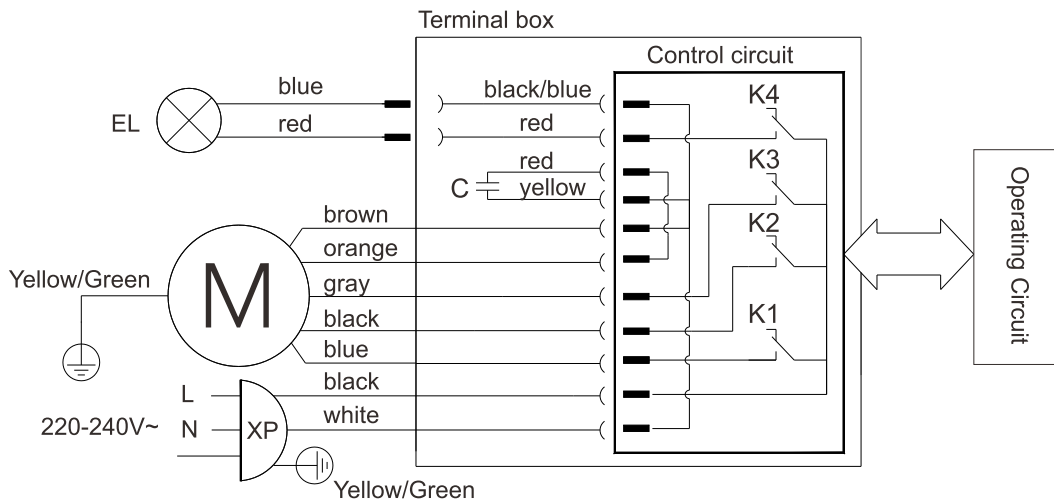 Terminal box
Control circuit
blue
black/blue
K4
EL
red
red
red
K3
C
yellow
brown
K2
orange
Yellow/Green
M
gray
Operating Circuit
black
K1
blue
L
black
220-240V~
N
XP
white
Yellow/Green